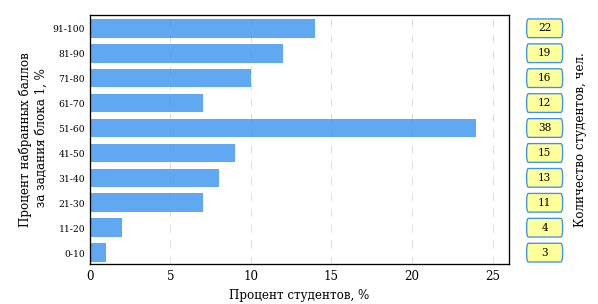 Процент набранных баллов
за задания блока 1, %
91-100 22
81-90 19
71-80 16
61-70 12
51-60 38
41-50 15
31-40 13
21-30 11
11-20 4
0-10 3
0 5 10 15 20 25
Процент студентов, %
Количество студентов, чел.